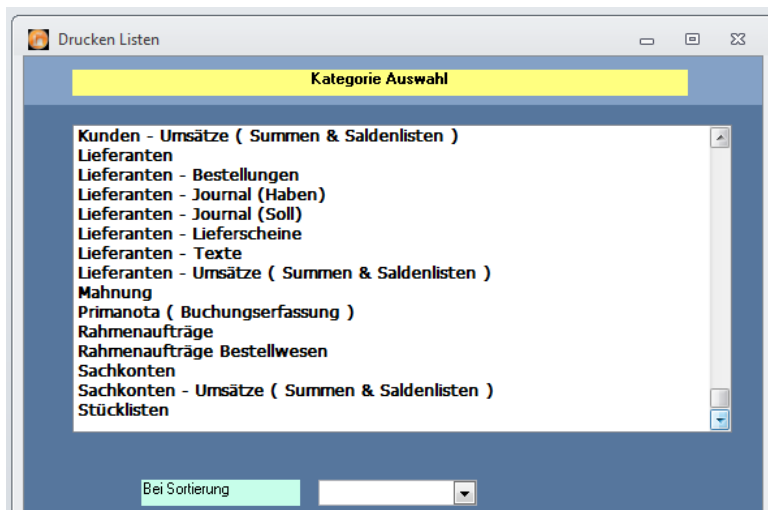 Drucken Listen
Kategorie Auswahl
Kunden - Umsätze ( Summen & Saldenlisten )
Lieferanten
Lieferanten - Bestellungen
Lieferanten - Journal (Haben)
Lieferanten - Journal (Soll)
Lieferanten - Lieferscheine
Lieferanten - Texte
Lieferanten - Umsätze ( Summen & Saldenlisten )
Mahnung
Primanota ( Buchungserfassung )
Rahmenaufträge
Rahmenaufträge Bestellwesen
Sachkonten
Sachkonten - Umsätze ( Summen & Saldenlisten )
Stücklisten
Bei Sortierung